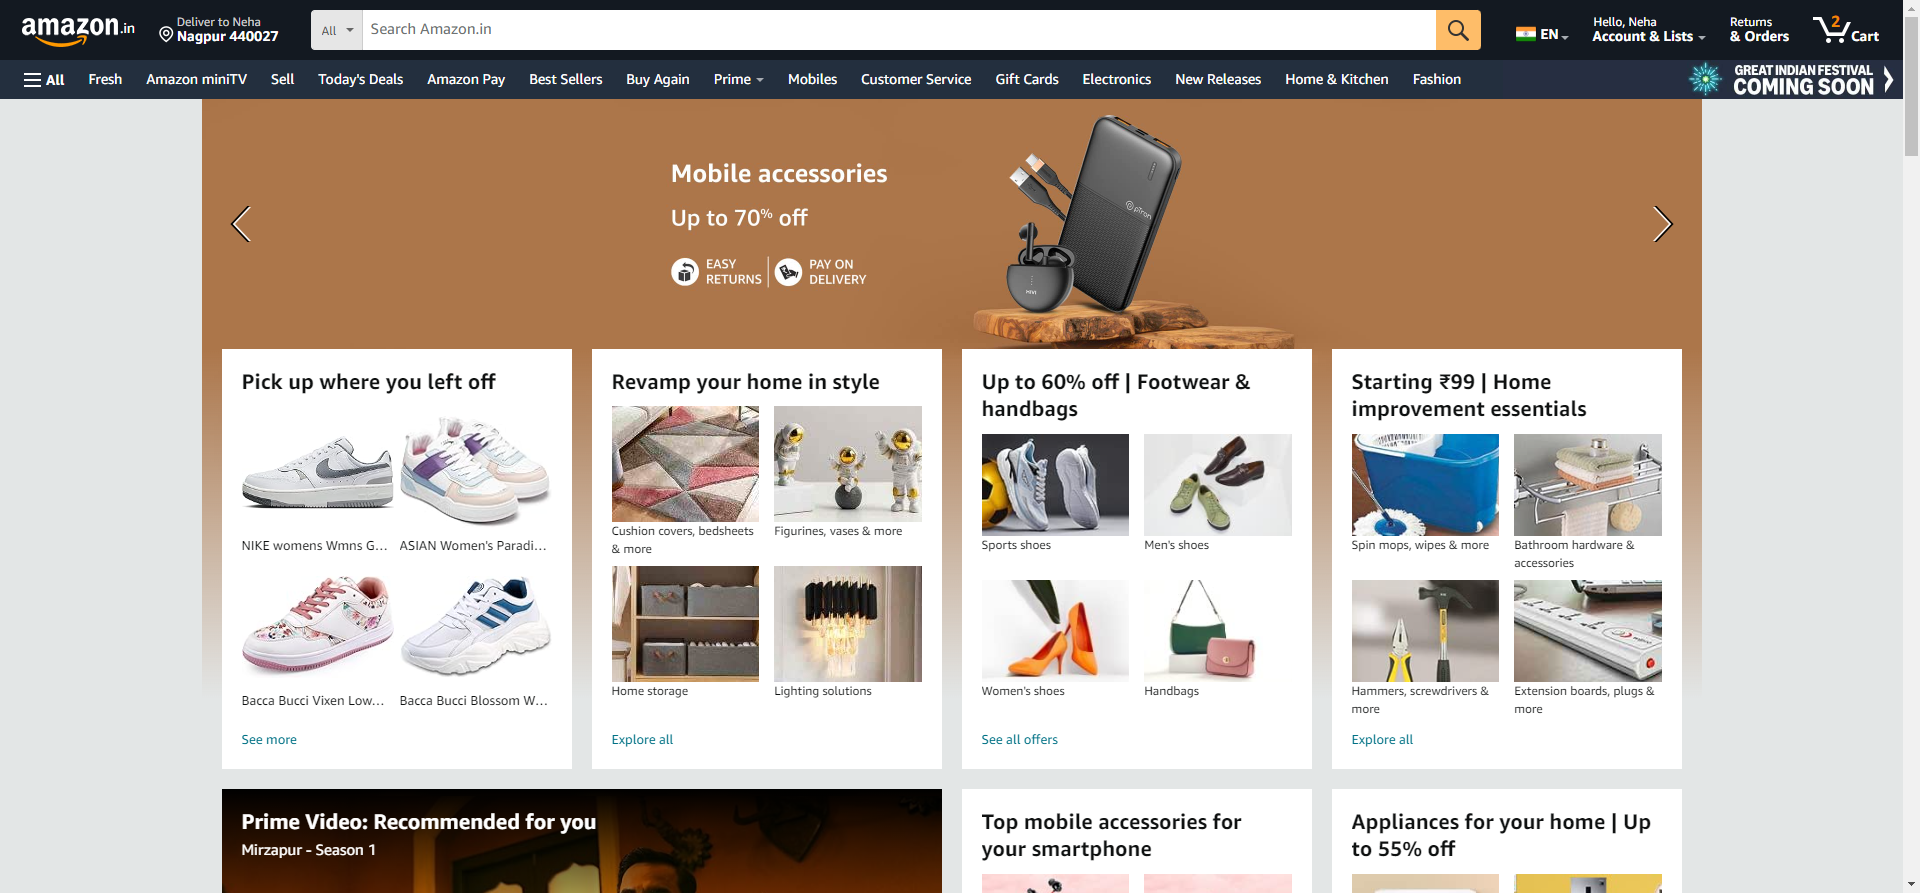 amazon.in
Deliver to Neha
Nagpur 440027
All
Search Amazon.in
EN
Hello, Neha
Account & Lists
Returns
& Orders
2
Cart
All
Fresh
Amazon miniTV
Sell
Today's Deals
Amazon Pay
Best Sellers
Buy Again
Prime
Mobiles
Customer Service
Gift Cards
Electronics
New Releases
Home & Kitchen
Fashion
GREAT INDIAN FESTIVAL
COMING SOON
Mobile accessories
Up to 70% off
EASY
RETURNS
PAY ON
DELIVERY
pTron
MIVI
Pick up where you left off
NIKE womens Wmns G...
ASIAN Women's Paradi...
Bacca Bucci Vixen Low...
Bacca Bucci Blossom W...
See more
Revamp your home in style
Cushion covers, bedsheets
& more
Figurines, vases & more
Home storage
Lighting solutions
Explore all
Up to 60% off | Footwear &
handbags
Sports shoes
Men's shoes
Women's shoes
Handbags
See all offers
Starting ₹99 | Home
improvement essentials
Spin mops, wipes & more
Bathroom hardware &
accessories
Hammers, screwdrivers &
more
Extension boards, plugs &
more
Explore all
Prime Video: Recommended for you
Mirzapur - Season 1
Top mobile accessories for
your smartphone
Appliances for your home | Up
to 55% off